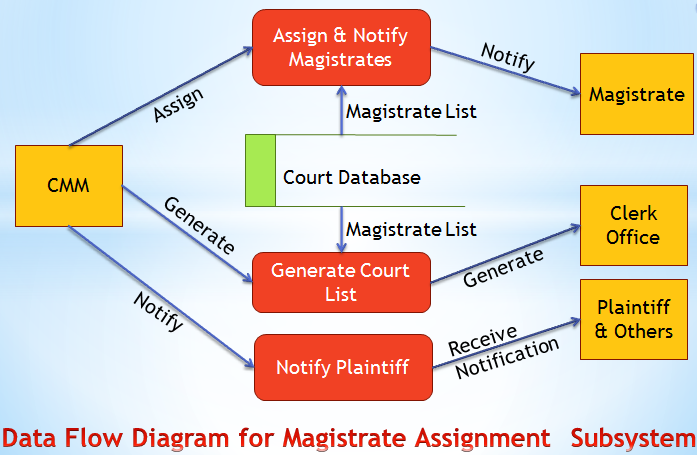 Assign & Notify
Magistrates
Notify
Magistrate
Assign
Magistrate List
CMM
Court Database
Generate
Magistrate List
Clerk
Office
Generate Court
List
Generate
Notify
Plaintiff
& Others
Notify Plaintiff
Receive
Notification
Data Flow Diagram for Magistrate Assignment Subsystem